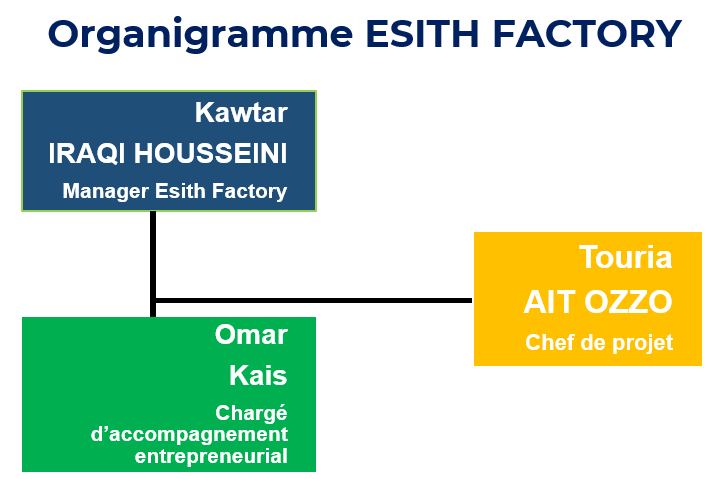 Organigramme ESITH FACTORY
Kawtar
IRAQI HOUSSEINI
Manager Esith Factory
Touria
AIT OZZO
Chef de projet
Omar
Kais
Chargé
d’accompagnement
entrepreneurial